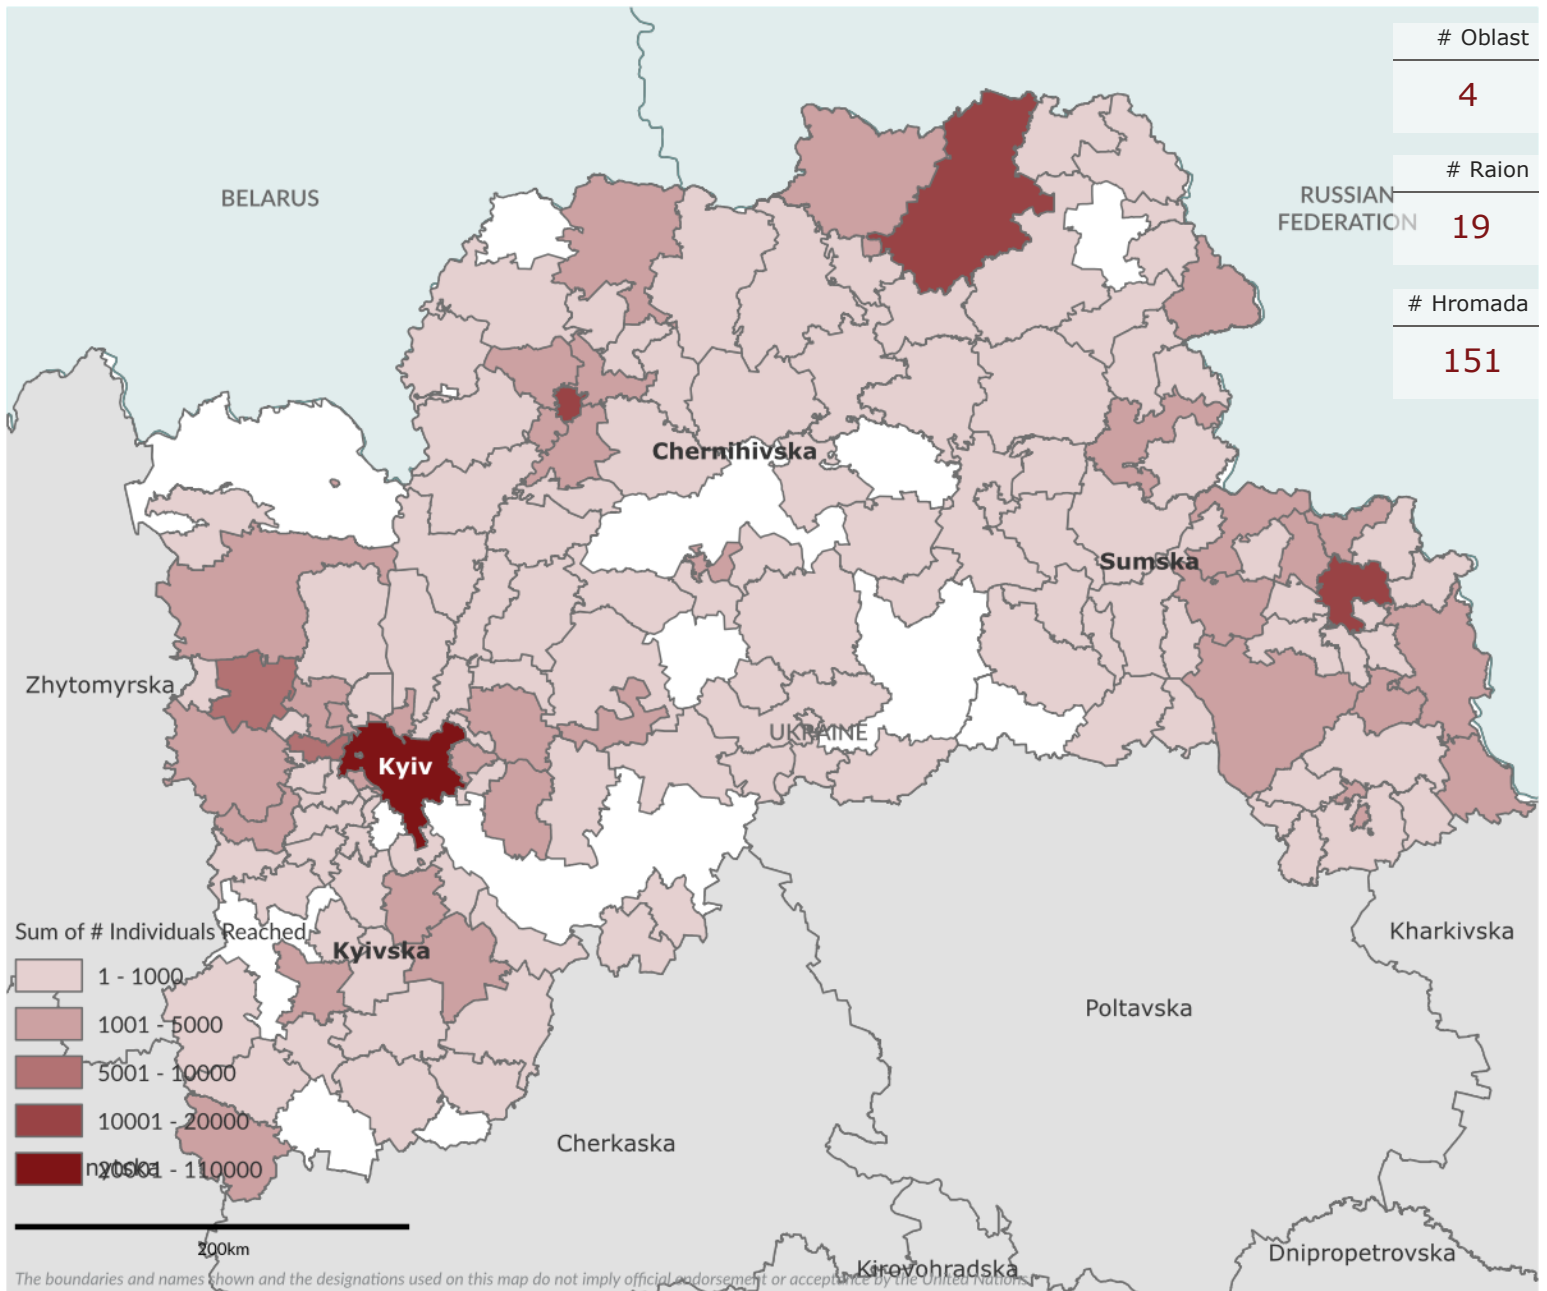 # Oblast
4
# Raion
19
# Hromada
151
BELARUS
RUSSIAN
FEDERATION
Chernihivska
Sumska
Zhytomyrska
UKRAINE
Kyiv
Kyivska
Kharkivska
Poltavska
Cherkaska
Kirovohradska
Dnipropetrovska
Sum of # Individuals Reached
1 - 1000
1001 - 5000
5001 - 10000
10001 - 20000
20001 - 110000
nytska
200km
The boundaries and names shown and the designations used on this map do not imply official endorsement or acceptance by the United Nations.